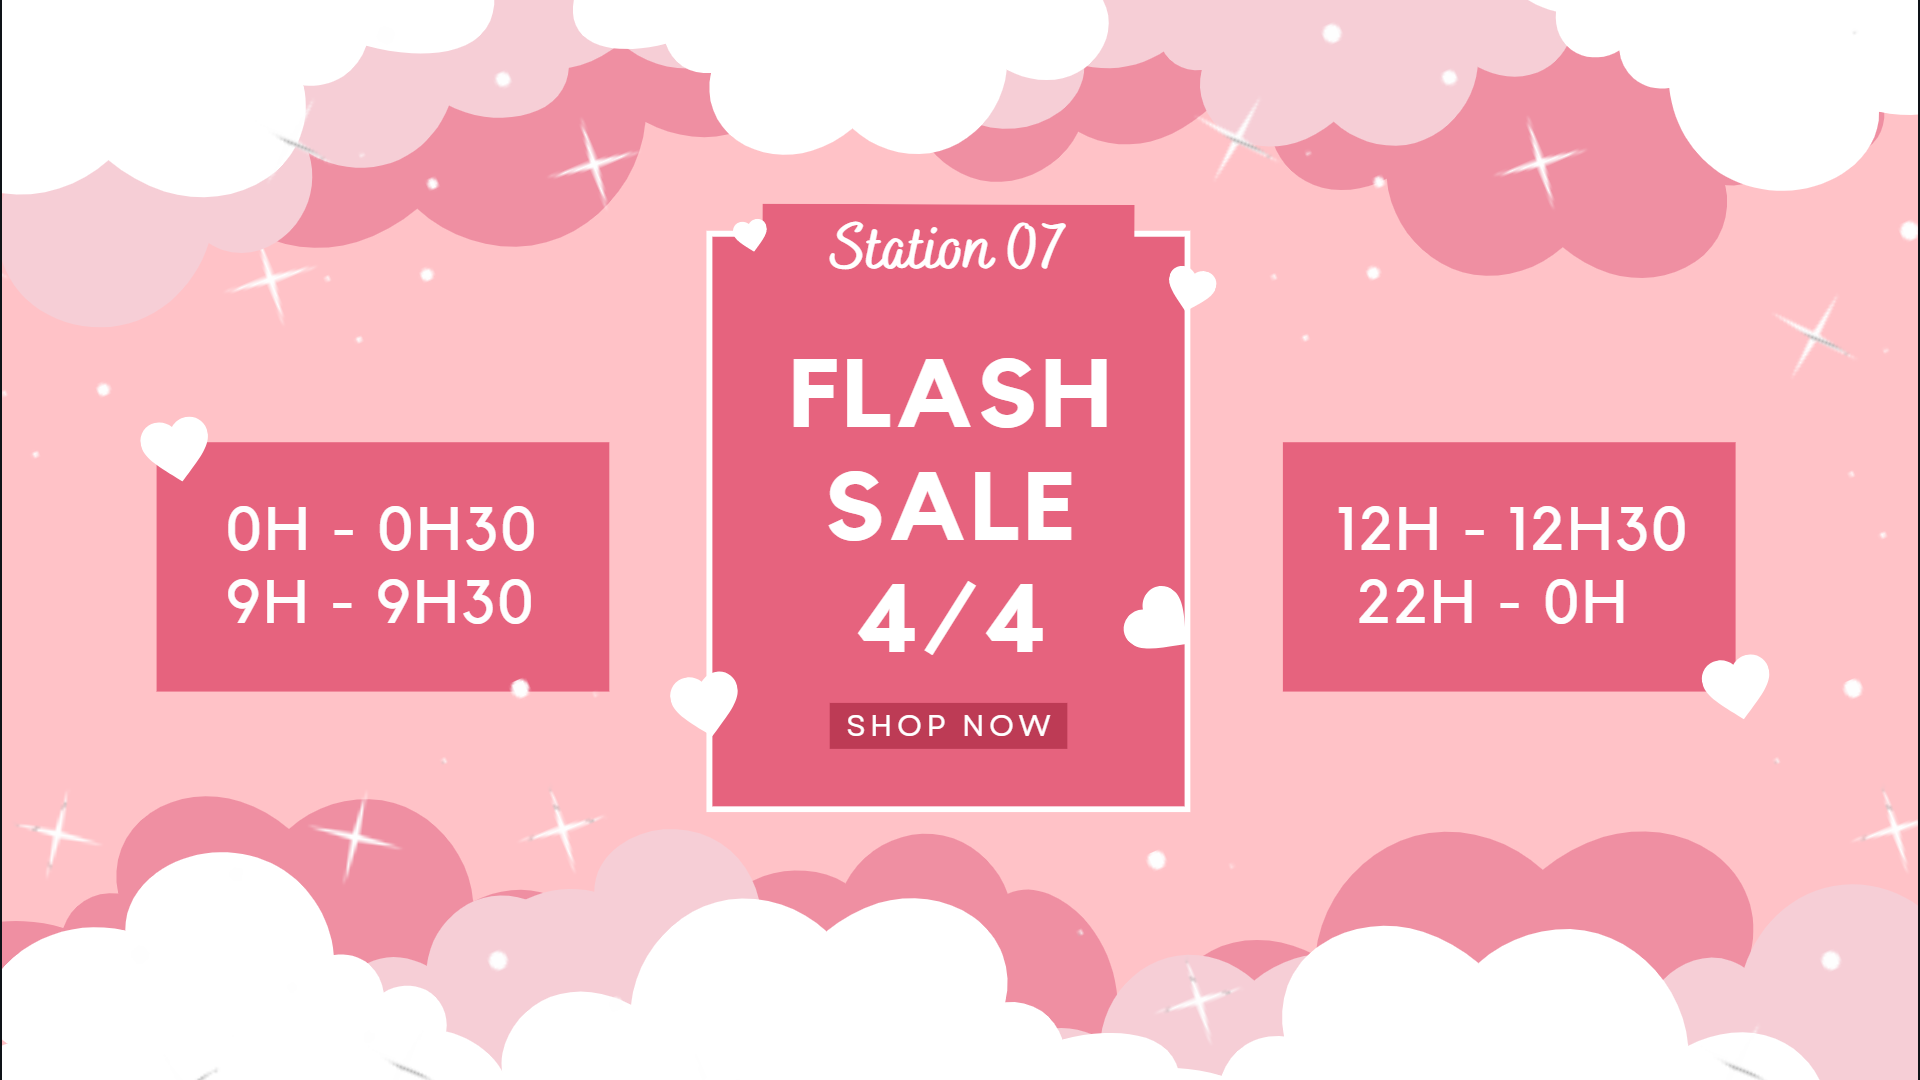 Station 07
FLASH
SALE
4/4
SHOP NOW
0H - 0H30
9H - 9H30
12H - 12H30
22H - 0H